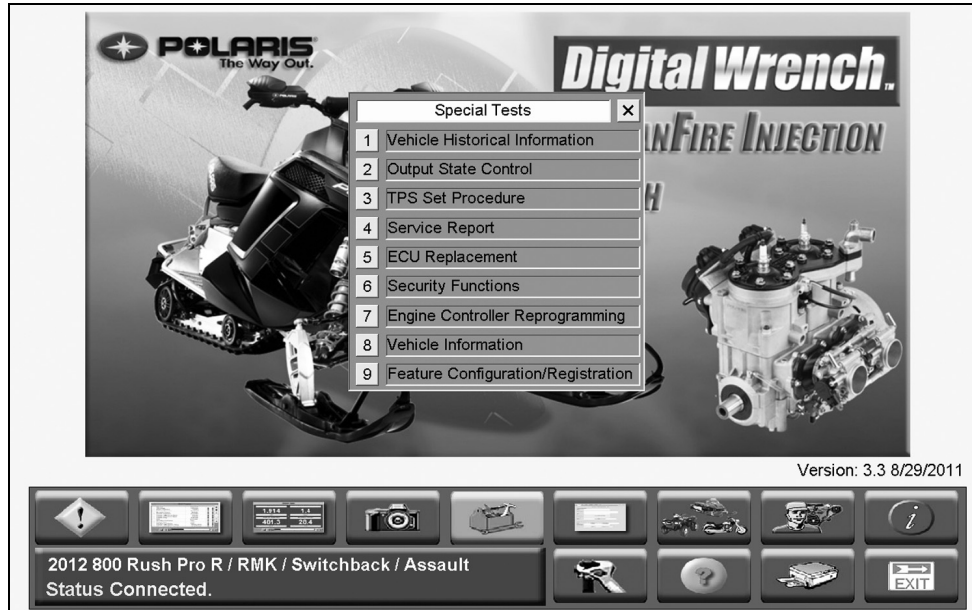 POLARIS
The Way Out.
Digital Wrench
Special Tests
NFIRE INJECTION
H
1 Vehicle Historical Information
2 Output State Control
3 TPS Set Procedure
4 Service Report
5 ECU Replacement
6 Security Functions
7 Engine Controller Reprogramming
8 Vehicle Information
9 Feature Configuration/Registration
Version: 3.3 8/29/2011
1.914 1.4
401.3 20.4
2012 800 Rush Pro R / RMK / Switchback / Assault
Status Connected.
EXIT